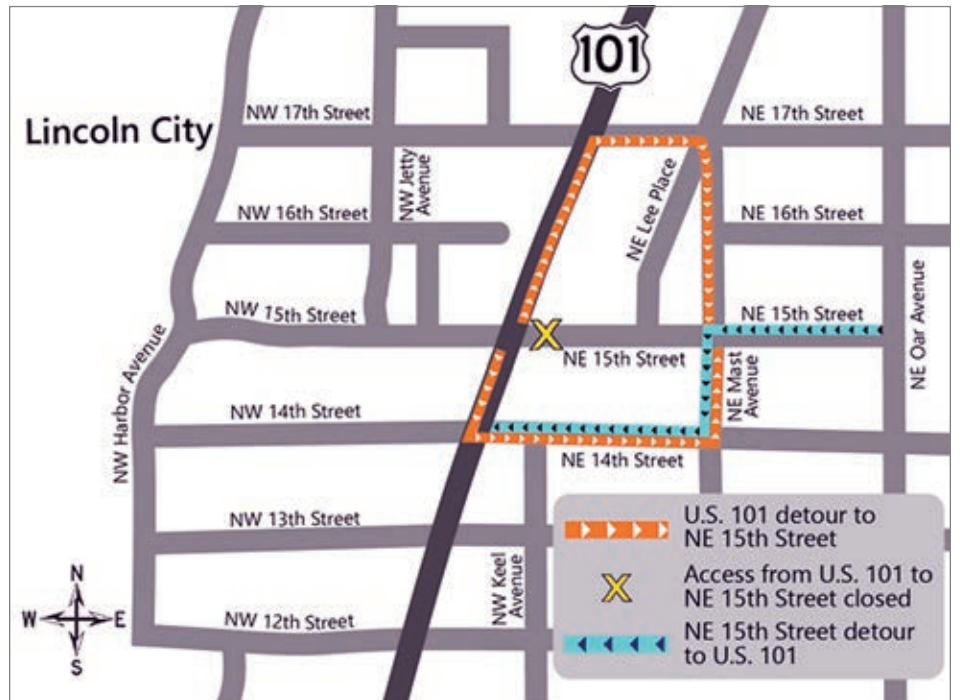 101
Lincoln City
NW 17th Street
NE 17th Street
NW Jetty
Avenue
NE Lee Place
NW 16th Street
NE 16th Street
NW 15th Street
NE 15th Street
NE Oar Avenue
NW Harbor Avenue
NE 15th Street
NE Mast
Avenue
NW 14th Street
NE 14th Street
NW 13th Street
NW Keel
Avenue
NW 12th Street
N
W
E
S
U.S. 101 detour to
NE 15th Street
X
Access from U.S. 101 to
NE 15th Street closed
NE 15th Street detour
to U.S. 101